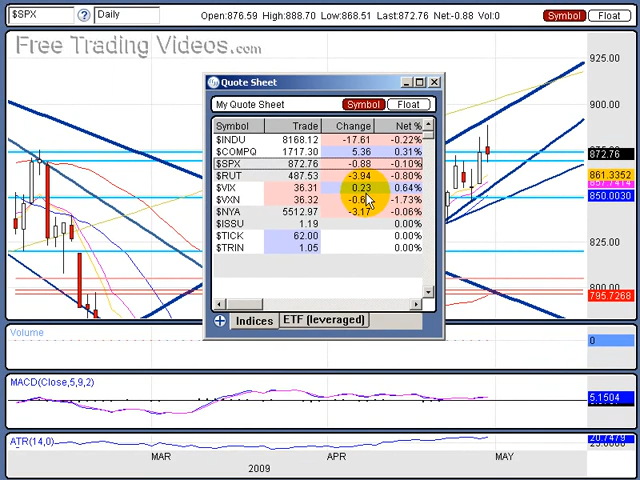 $SPX ? Daily Open:876.59 High:888.70 Low:868.51 Last:872.76 Net-0.88 Vol:0 Symbol Float
Free Trading Videos.com
925.00
Quote Sheet
900.00
My Quote Sheet Symbol Float
Symbol Trade Change Net %
$INDU 8168.12 -17.61 -0.22%
$COMPQ 1717.30 5.36 0.31%
872.76
$SPX 872.76 -0.88 -0.10%
$RUT 487.53 -3.94 -0.80%
861.3352
$VIX 36.31 0.23 0.64%
850.0030
$VXN 36.32 -1.73%
$NYA 5512.97 -3.17 -0.06%
$ISSU 1.19 0.00%
$TICK 62.00 0.00%
825.00
$TRIN 1.05 0.00%
800.00
795.7268
Indices ETF (leveraged)
Volume
0
MACD(Close,5,9,2)
5.1504
ATR(14,0)
20.7479
MAR APR MAY
2009